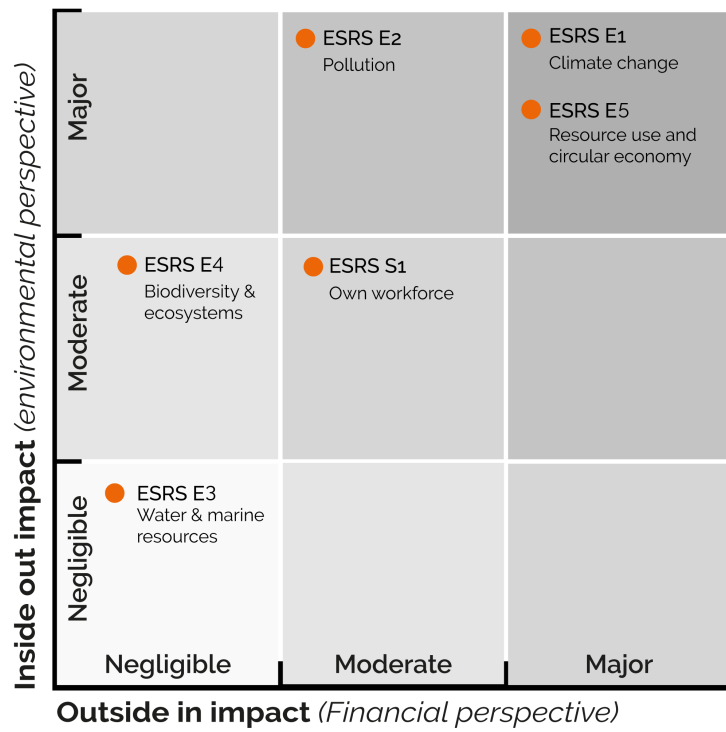 Inside out impact (environmental perspective)
Major
ESRS E2
Pollution
ESRS E1
Climate change
ESRS E5
Resource use and
circular economy
Moderate
ESRS E4
Biodiversity &
ecosystems
ESRS S1
Own workforce
Negligible
ESRS E3
Water & marine
resources
Negligible
Moderate
Major
Outside in impact (Financial perspective)